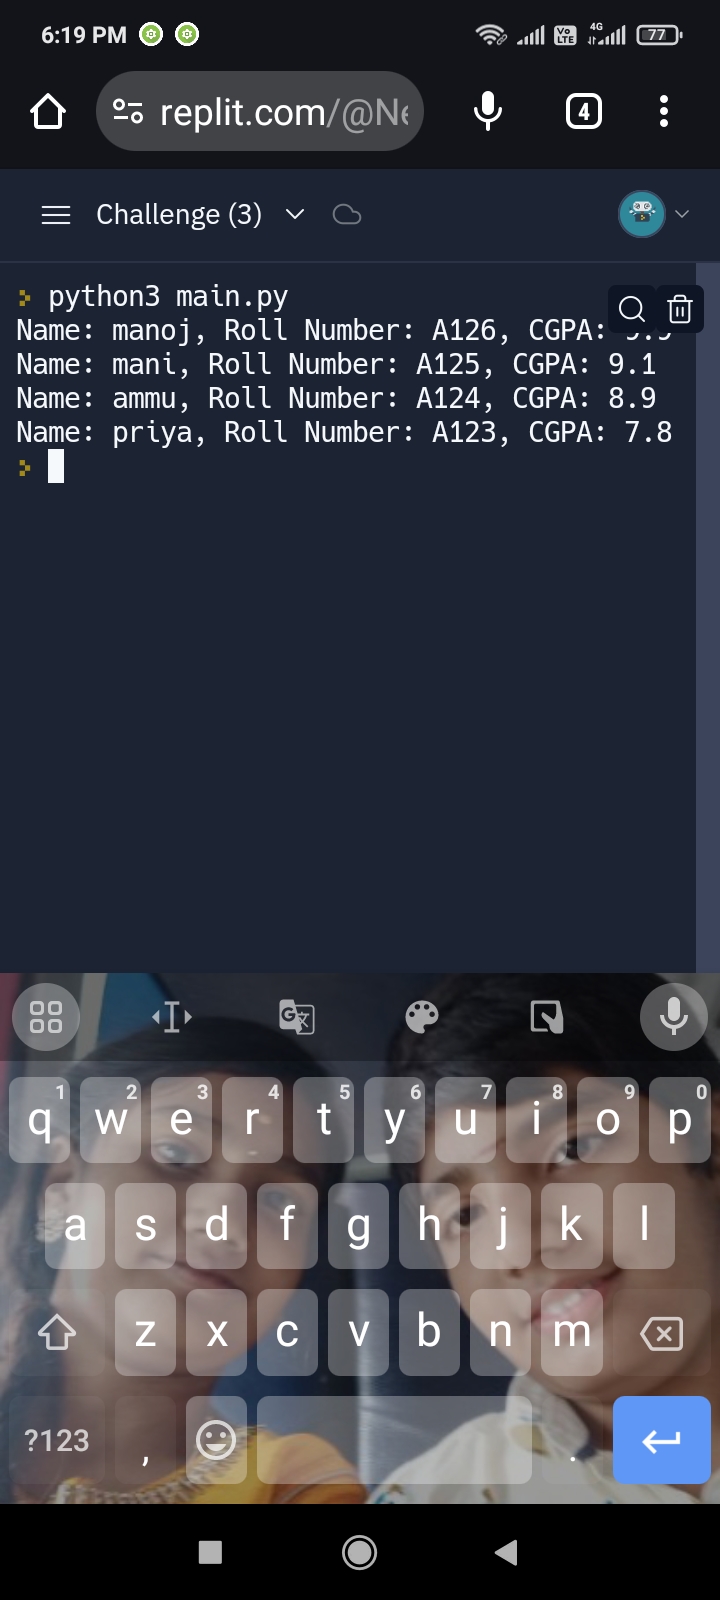 6:19 PM
Vo LTE 4G 77
replit.com/@Ne
4
Challenge (3)
python3 main.py
Name: manoj, Roll Number: A126, CGPA:
Name: mani, Roll Number: A125, CGPA: 9.1
Name: ammu, Roll Number: A124, CGPA: 8.9
Name: priya, Roll Number: A123, CGPA: 7.8
1 2 3 4 5 6 7 8 9 0
q w e r t y u i o p
a s d f g h j k l
z x c v b n m
?123 , .